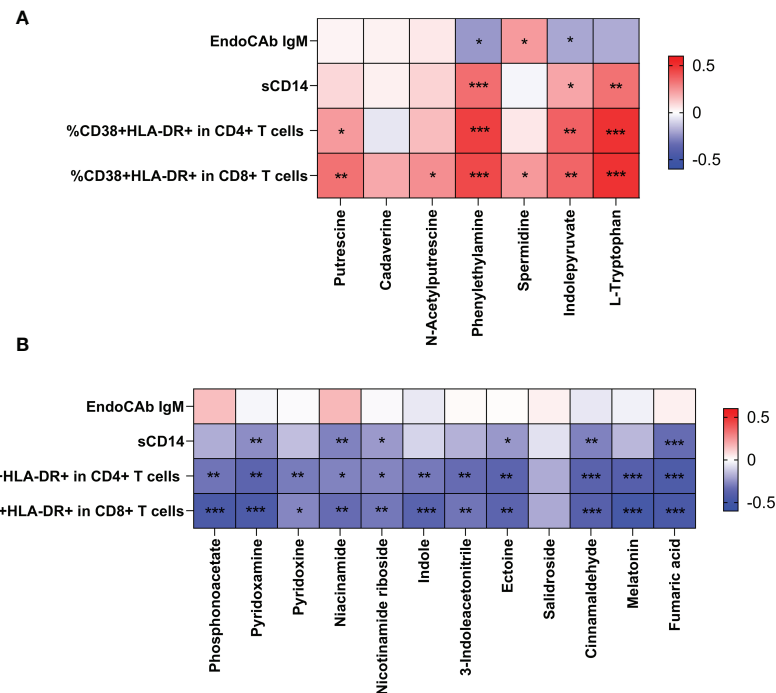 A
EndoCAb IgM * * *
sCD14 *** * **
%CD38+HLA-DR+ in CD4+ T cells * *** ** ***
%CD38+HLA-DR+ in CD8+ T cells ** * *** * ** ***
0.5
0
-0.5
Putrescine
Cadaverine
N-Acetylputrescine
Phenylethylamine
Spermidine
Indolepyruvate
L-Tryptophan
B
EndoCAb IgM
sCD14 ** ** * * ** ***
+HLA-DR+ in CD4+ T cells ** ** ** * * ** ** ** *** *** ***
+HLA-DR+ in CD8+ T cells *** *** * ** ** *** ** ** *** *** ***
0.5
0
-0.5
Phosphonoacetate
Pyridoxamine
Pyridoxine
Niacinamide
Nicotinamide riboside
Indole
3-Indoleacetonitrile
Ectoine
Salidroside
Cinnamaldehyde
Melatonin
Fumaric acid